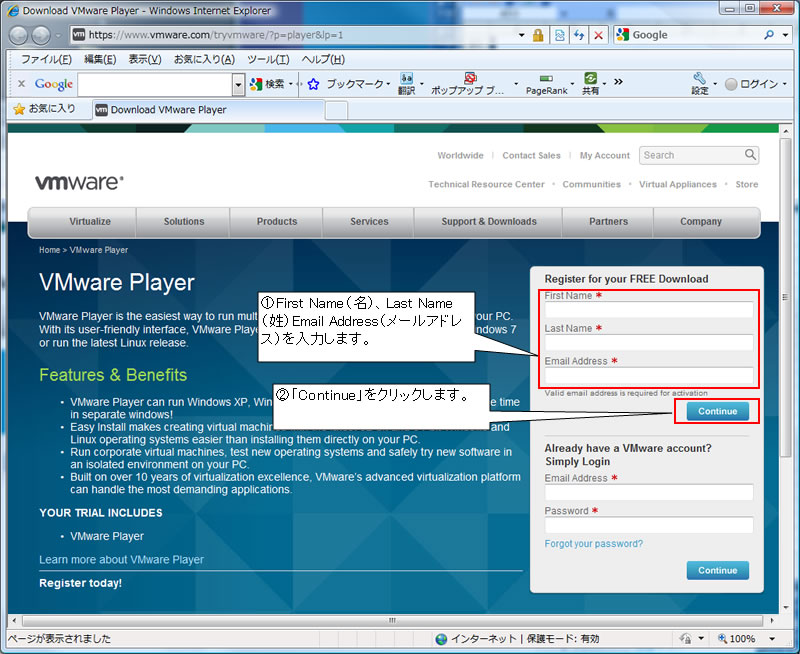 Download VMware Player - Windows Internet Explorer
https://www.vmware.com/tryvmware/?p=player&lp=1
Google
ファイル(F) 編集(E) 表示(V) お気に入り(A) ツール(T) ヘルプ(H)
x Google 検索 ブックマーク 翻訳 ポップアップ ブ... PageRank 共有 設定 ログイン
お気に入り
vm Download VMware Player
Worldwide | Contact Sales | My Account Search
vmware®
Technical Resource Center • Communities • Virtual Appliances • Store
Virtualize Solutions Products Services Support & Downloads Partners Company
Home > VMware Player
VMware Player
VMware Player is the easiest way to run mul
your PC.
With its user-friendly interface, VMware Playe
ndows 7
or run the latest Linux release.
①First Name(名)、Last Name
(姓)Email Address(メールアドレ
ス)を入力します。
Features & Benefits
• VMware Player can run Windows XP, Win
e time
in separate windows!
• Easy Install makes creating virtual machi
and
Linux operating systems easier than installing them directly on your PC.
• Run corporate virtual machines, test new operating systems and safely try new software in
an isolated environment on your PC.
• Built on over 10 years of virtualization excellence, VMware's advanced virtualization platform
can handle the most demanding applications.
②「Continue」をクリックします。
YOUR TRIAL INCLUDES
• VMware Player
Learn more about VMware Player
Register today!
Register for your FREE Download
First Name *
Last Name *
Email Address *
Valid email address is required for activation
Continue
Already have a VMware account?
Simply Login
Email Address *
Password *
Forgot your password?
Continue
ページが表示されました
インターネット | 保護モード: 有効
100%